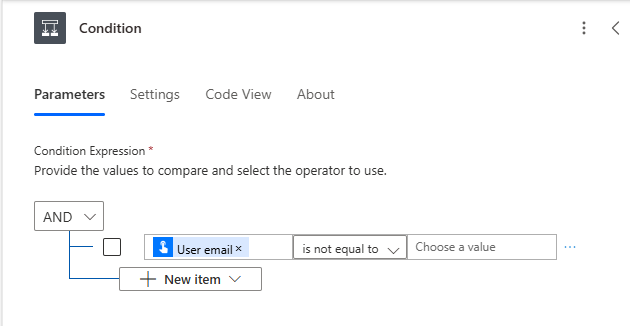 Condition
Parameters Settings Code View About
Condition Expression *
Provide the values to compare and select the operator to use.
AND
User email × is not equal to Choose a value ...
New item